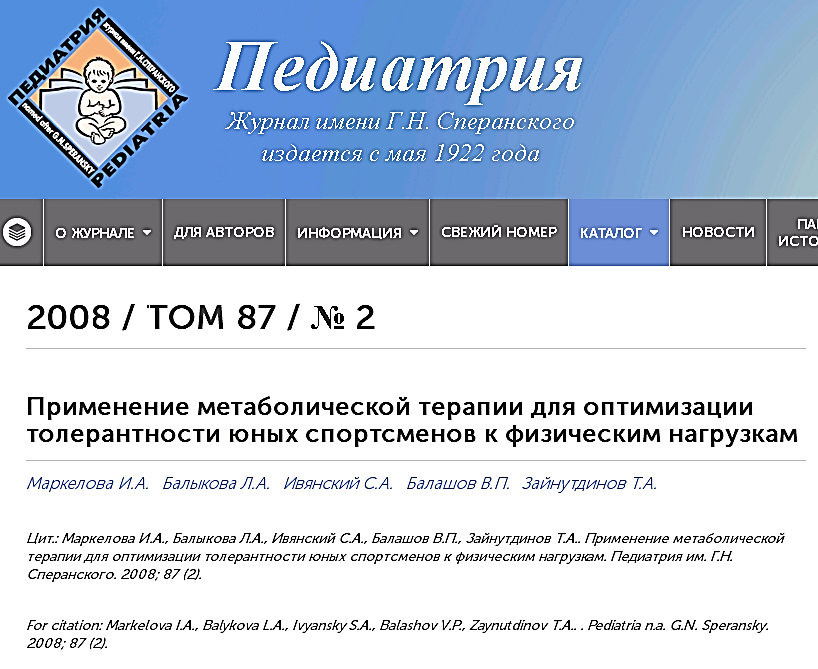 ПЕДИАТРИЯ
журнал имени Г.Н.СПЕРАНСКОГО
named after G.N.SPERANSKY
PEDIATRIA
Педиатрия
Журнал имени Г.Н. Сперанского
издается с мая 1922 года
О ЖУРНАЛЕ
ДЛЯ АВТОРОВ
ИНФОРМАЦИЯ
СВЕЖИЙ НОМЕР
КАТАЛОГ
НОВОСТИ
2008 / ТОМ 87 / № 2
Применение метаболической терапии для оптимизации
толерантности юных спортсменов к физическим нагрузкам
Маркелова И.А. Балыкова Л.А. Ивянский С.А. Балашов В.П. Зайнутдинов Т.А.
Цит.: Маркелова И.А., Балыкова Л.А., Ивянский С.А., Балашов В.П., Зайнутдинов Т.А.. Применение метаболической
терапии для оптимизации толерантности юных спортсменов к физическим нагрузкам. Педиатрия им. Г.Н.
Сперанского. 2008; 87 (2).
For citation: Markelova I.A., Balykova L.A., Ivyansky S.A., Balashov V.P., Zaynutdinov T.A.. . Pediatria n.a. G.N. Speransky.
2008; 87 (2).